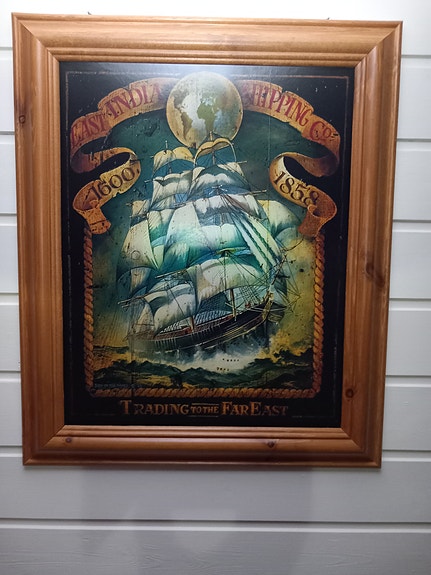 EAST INDIA SHIPPING Co.
1600 1858
TRADING TO THE FAR EAST